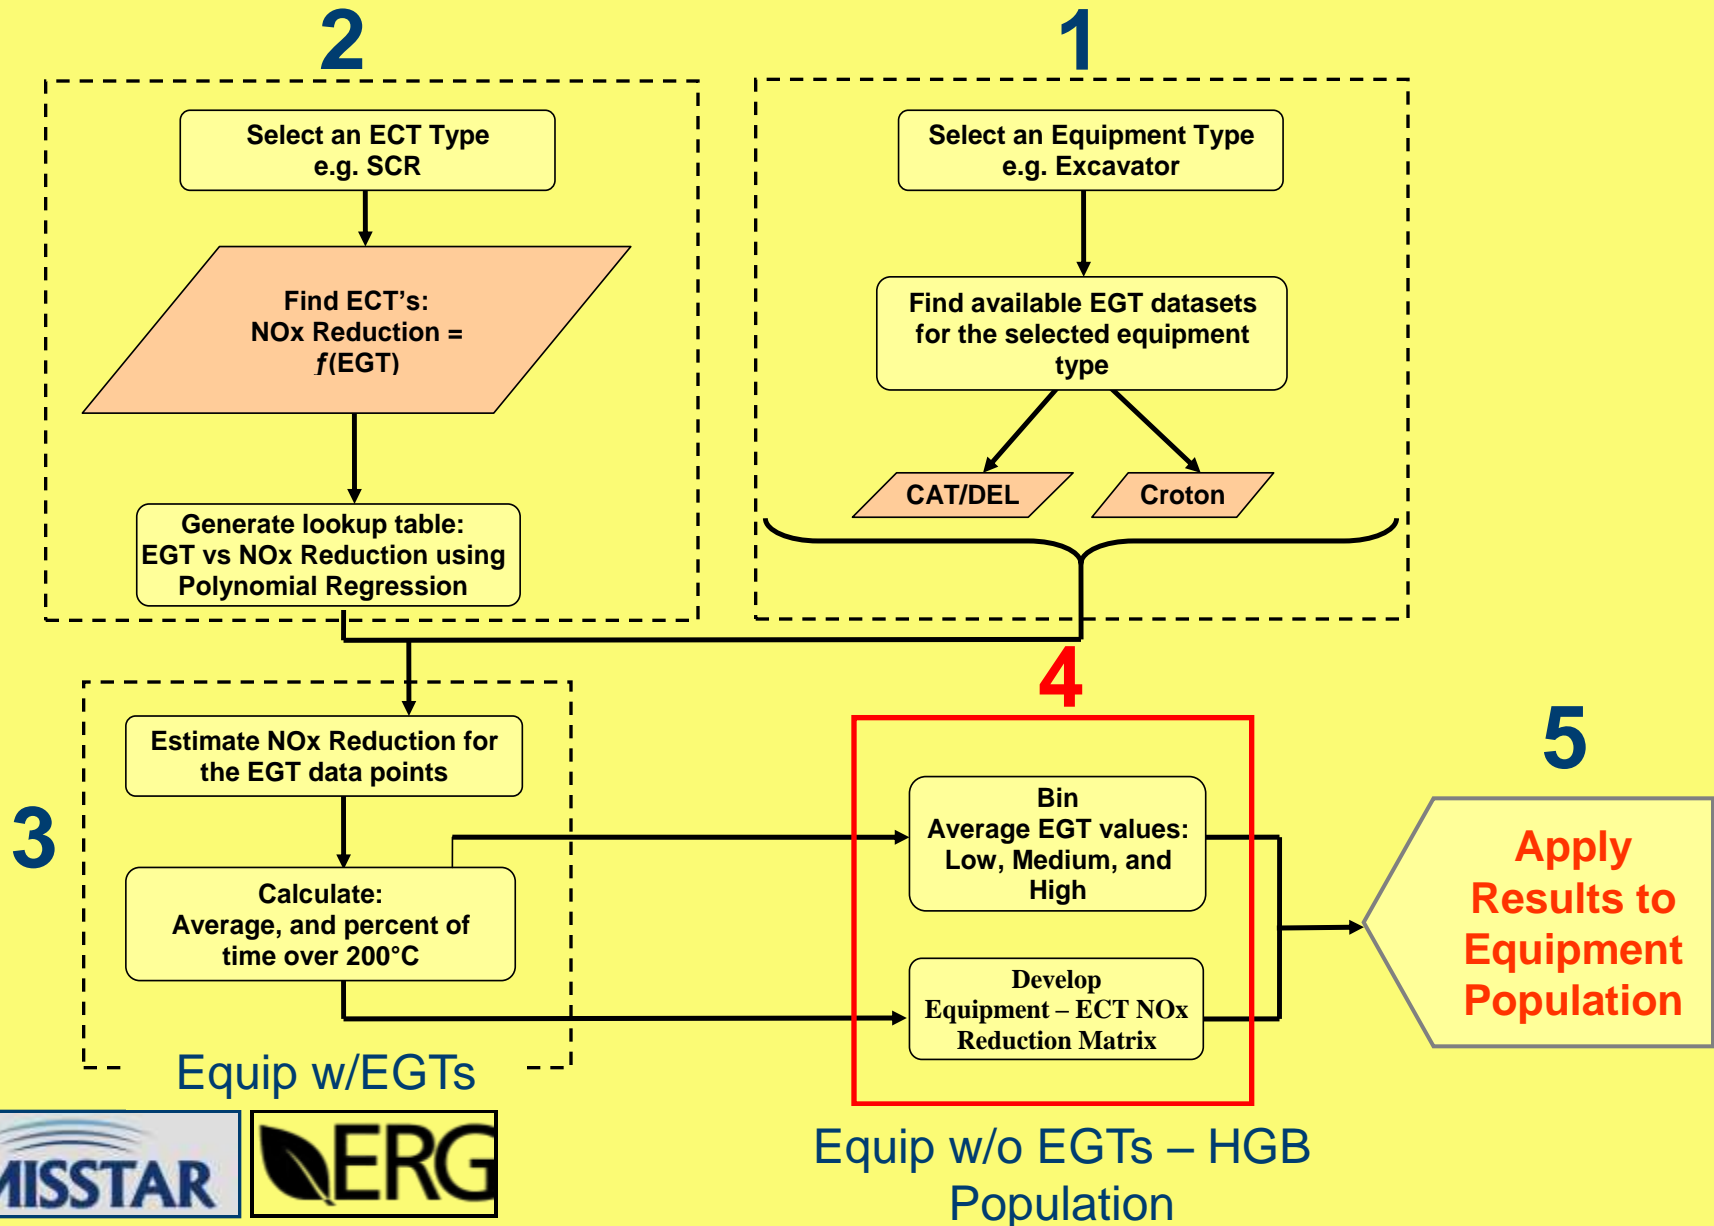 2
1
Select an ECT Type
e.g. SCR
Select an Equipment Type
e.g. Excavator
Find ECT's:
NOx Reduction =
ƒ(EGT)
Find available EGT datasets
for the selected equipment
type
CAT/DEL
Croton
Generate lookup table:
EGT vs NOx Reduction using
Polynomial Regression
4
3
Estimate NOx Reduction for
the EGT data points
Calculate:
Average, and percent of
time over 200°C
Equip w/EGTs
Bin
Average EGT values:
Low, Medium, and
High
Develop
Equipment – ECT NOx
Reduction Matrix
Equip w/o EGTs – HGB
Population
5
Apply
Results to
Equipment
Population
MISSTAR
ERG